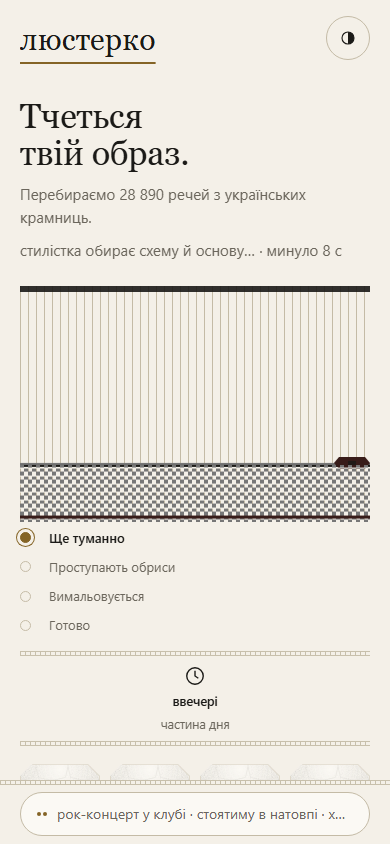 люстерко
Тчеться
твій образ.
Перебираємо 28 890 речей з українських
крамниць.
стилістка обирає схему й основу... · минуло 8 с
Ще туманно
Проступають обриси
Вимальовується
Готово
ввечері
частина дня
рок-концерт у клубі · стоятиму в натовпі · х...